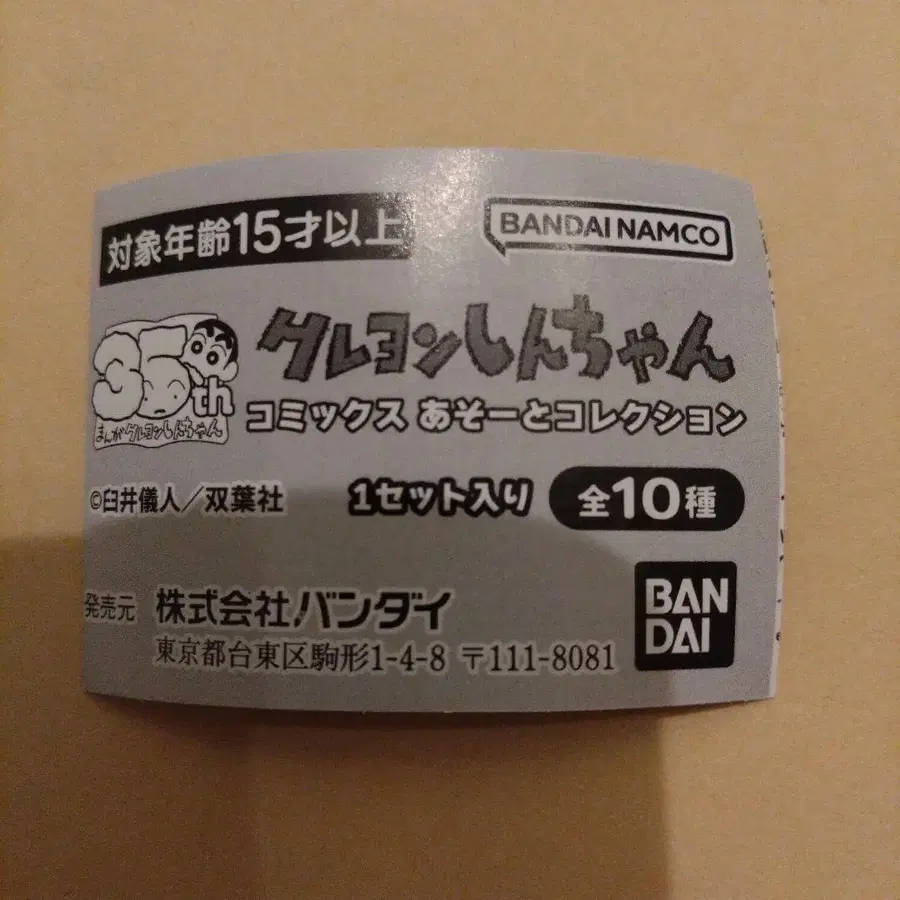 対象年齢15才以上
BANDAI NAMCO
35th
まんがクレヨンしんちゃん
クレヨンしんちゃん
コミックス あそーとコレクション
©臼井儀人／双葉社
1セット入り
全10種
発売元 株式会社バンダイ
東京都台東区駒形1-4-8 〒111-8081
BAN
DAI